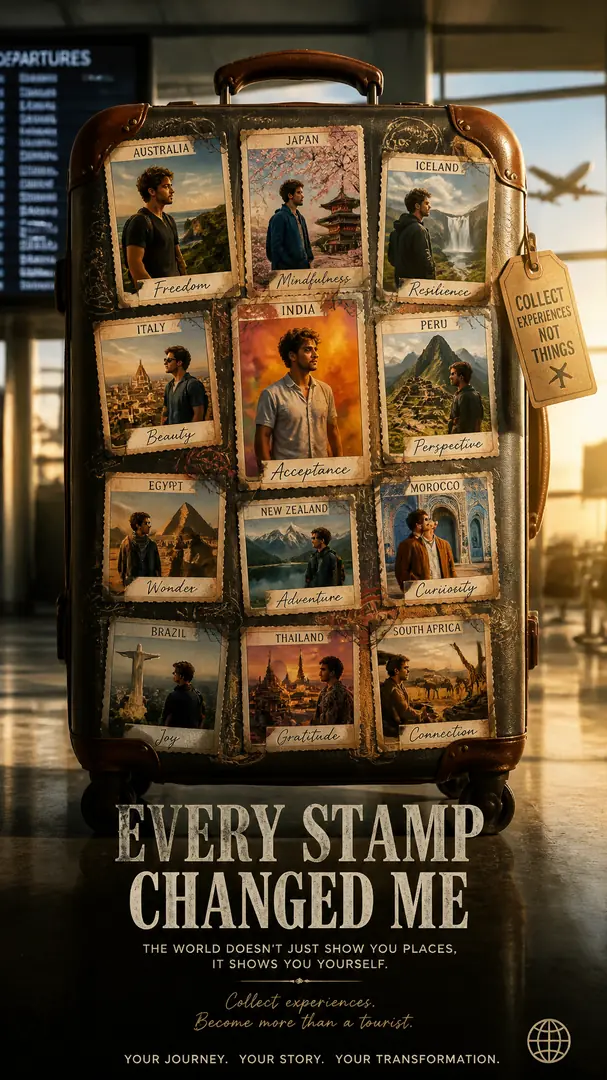 DEPARTURES
AUSTRALIA
Freedom
JAPAN
Mindfulness
ICELAND
Resilience
ITALY
Beauty
INDIA
Acceptance
PERU
Perspective
EGYPT
Wonder
NEW ZEALAND
Adventure
MOROCCO
Curiosity
BRAZIL
Joy
THAILAND
Gratitude
SOUTH AFRICA
Connection
COLLECT
EXPERIENCES
NOT
THINGS
EVERY STAMP
CHANGED ME
THE WORLD DOESN'T JUST SHOW YOU PLACES,
IT SHOWS YOU YOURSELF.
Collect experiences.
Become more than a tourist.
YOUR JOURNEY. YOUR STORY. YOUR TRANSFORMATION.